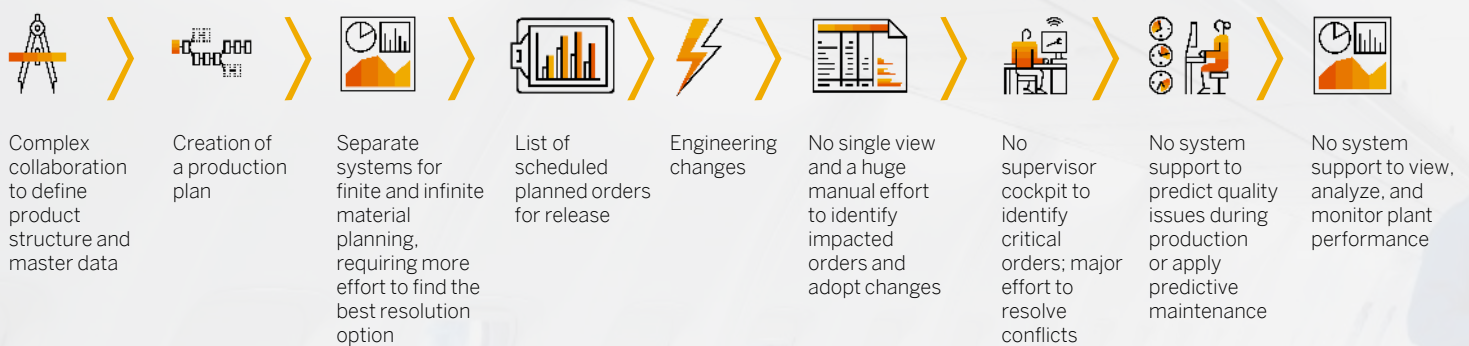 Complex
collaboration
to define
product
structure and
master data
Creation of
a production
plan
Separate
systems for
finite and infinite
material
planning,
requiring more
effort to find the
best resolution
option
List of
scheduled
planned orders
for release
Engineering
changes
No single view
and a huge
manual effort
to identify
impacted
orders and
adopt changes
No
supervisor
cockpit to
identify
critical
orders; major
effort to
resolve
conflicts
No system
support to
predict quality
issues during
production
or apply
predictive
maintenance
No system
support to view,
analyze, and
monitor plant
performance